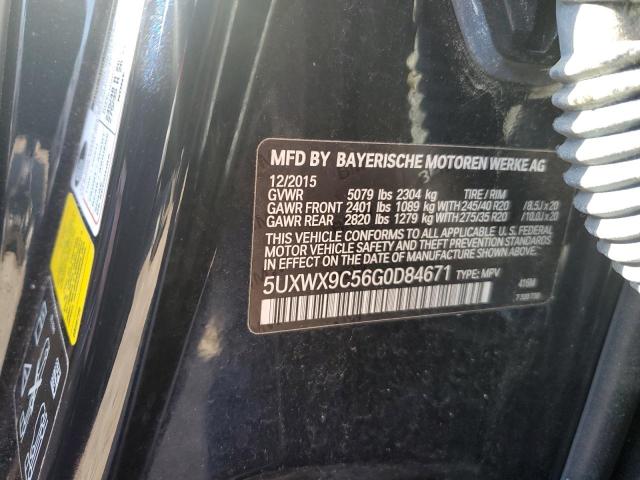 MFD BY BAYERISCHE MOTOREN WERKE AG
12/2015
GVWR 5079 lbs 2304 kg TIRE / RIM
GAWR FRONT 2401 lbs 1089 kg WITH 245/40 R20 / 8.5J x 20
GAWR REAR 2820 lbs 1279 kg WITH 275/35 R20 / 10.0J x 20
THIS VEHICLE CONFORMS TO ALL APPLICABLE U. S. FEDERAL
MOTOR VEHICLE SAFETY STANDARDS IN EFFECT
ON THE DATE OF MANUFACTURE SHOWN ABOVE.
5UXWX9C56G0D84671 TYPE: MPV